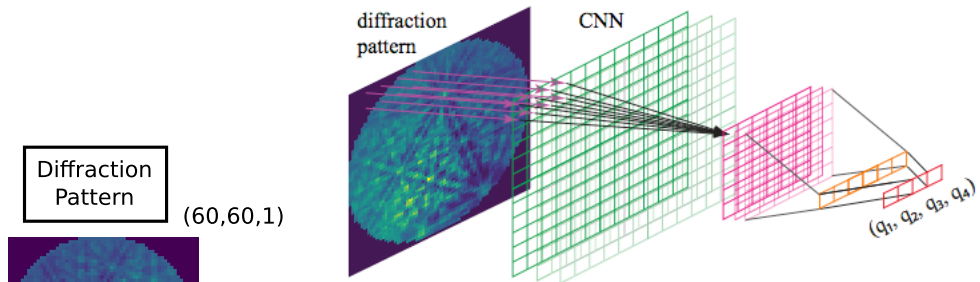 diffraction
pattern
CNN
Diffraction
Pattern
(60,60,1)
(q1, q2, q3, q4)